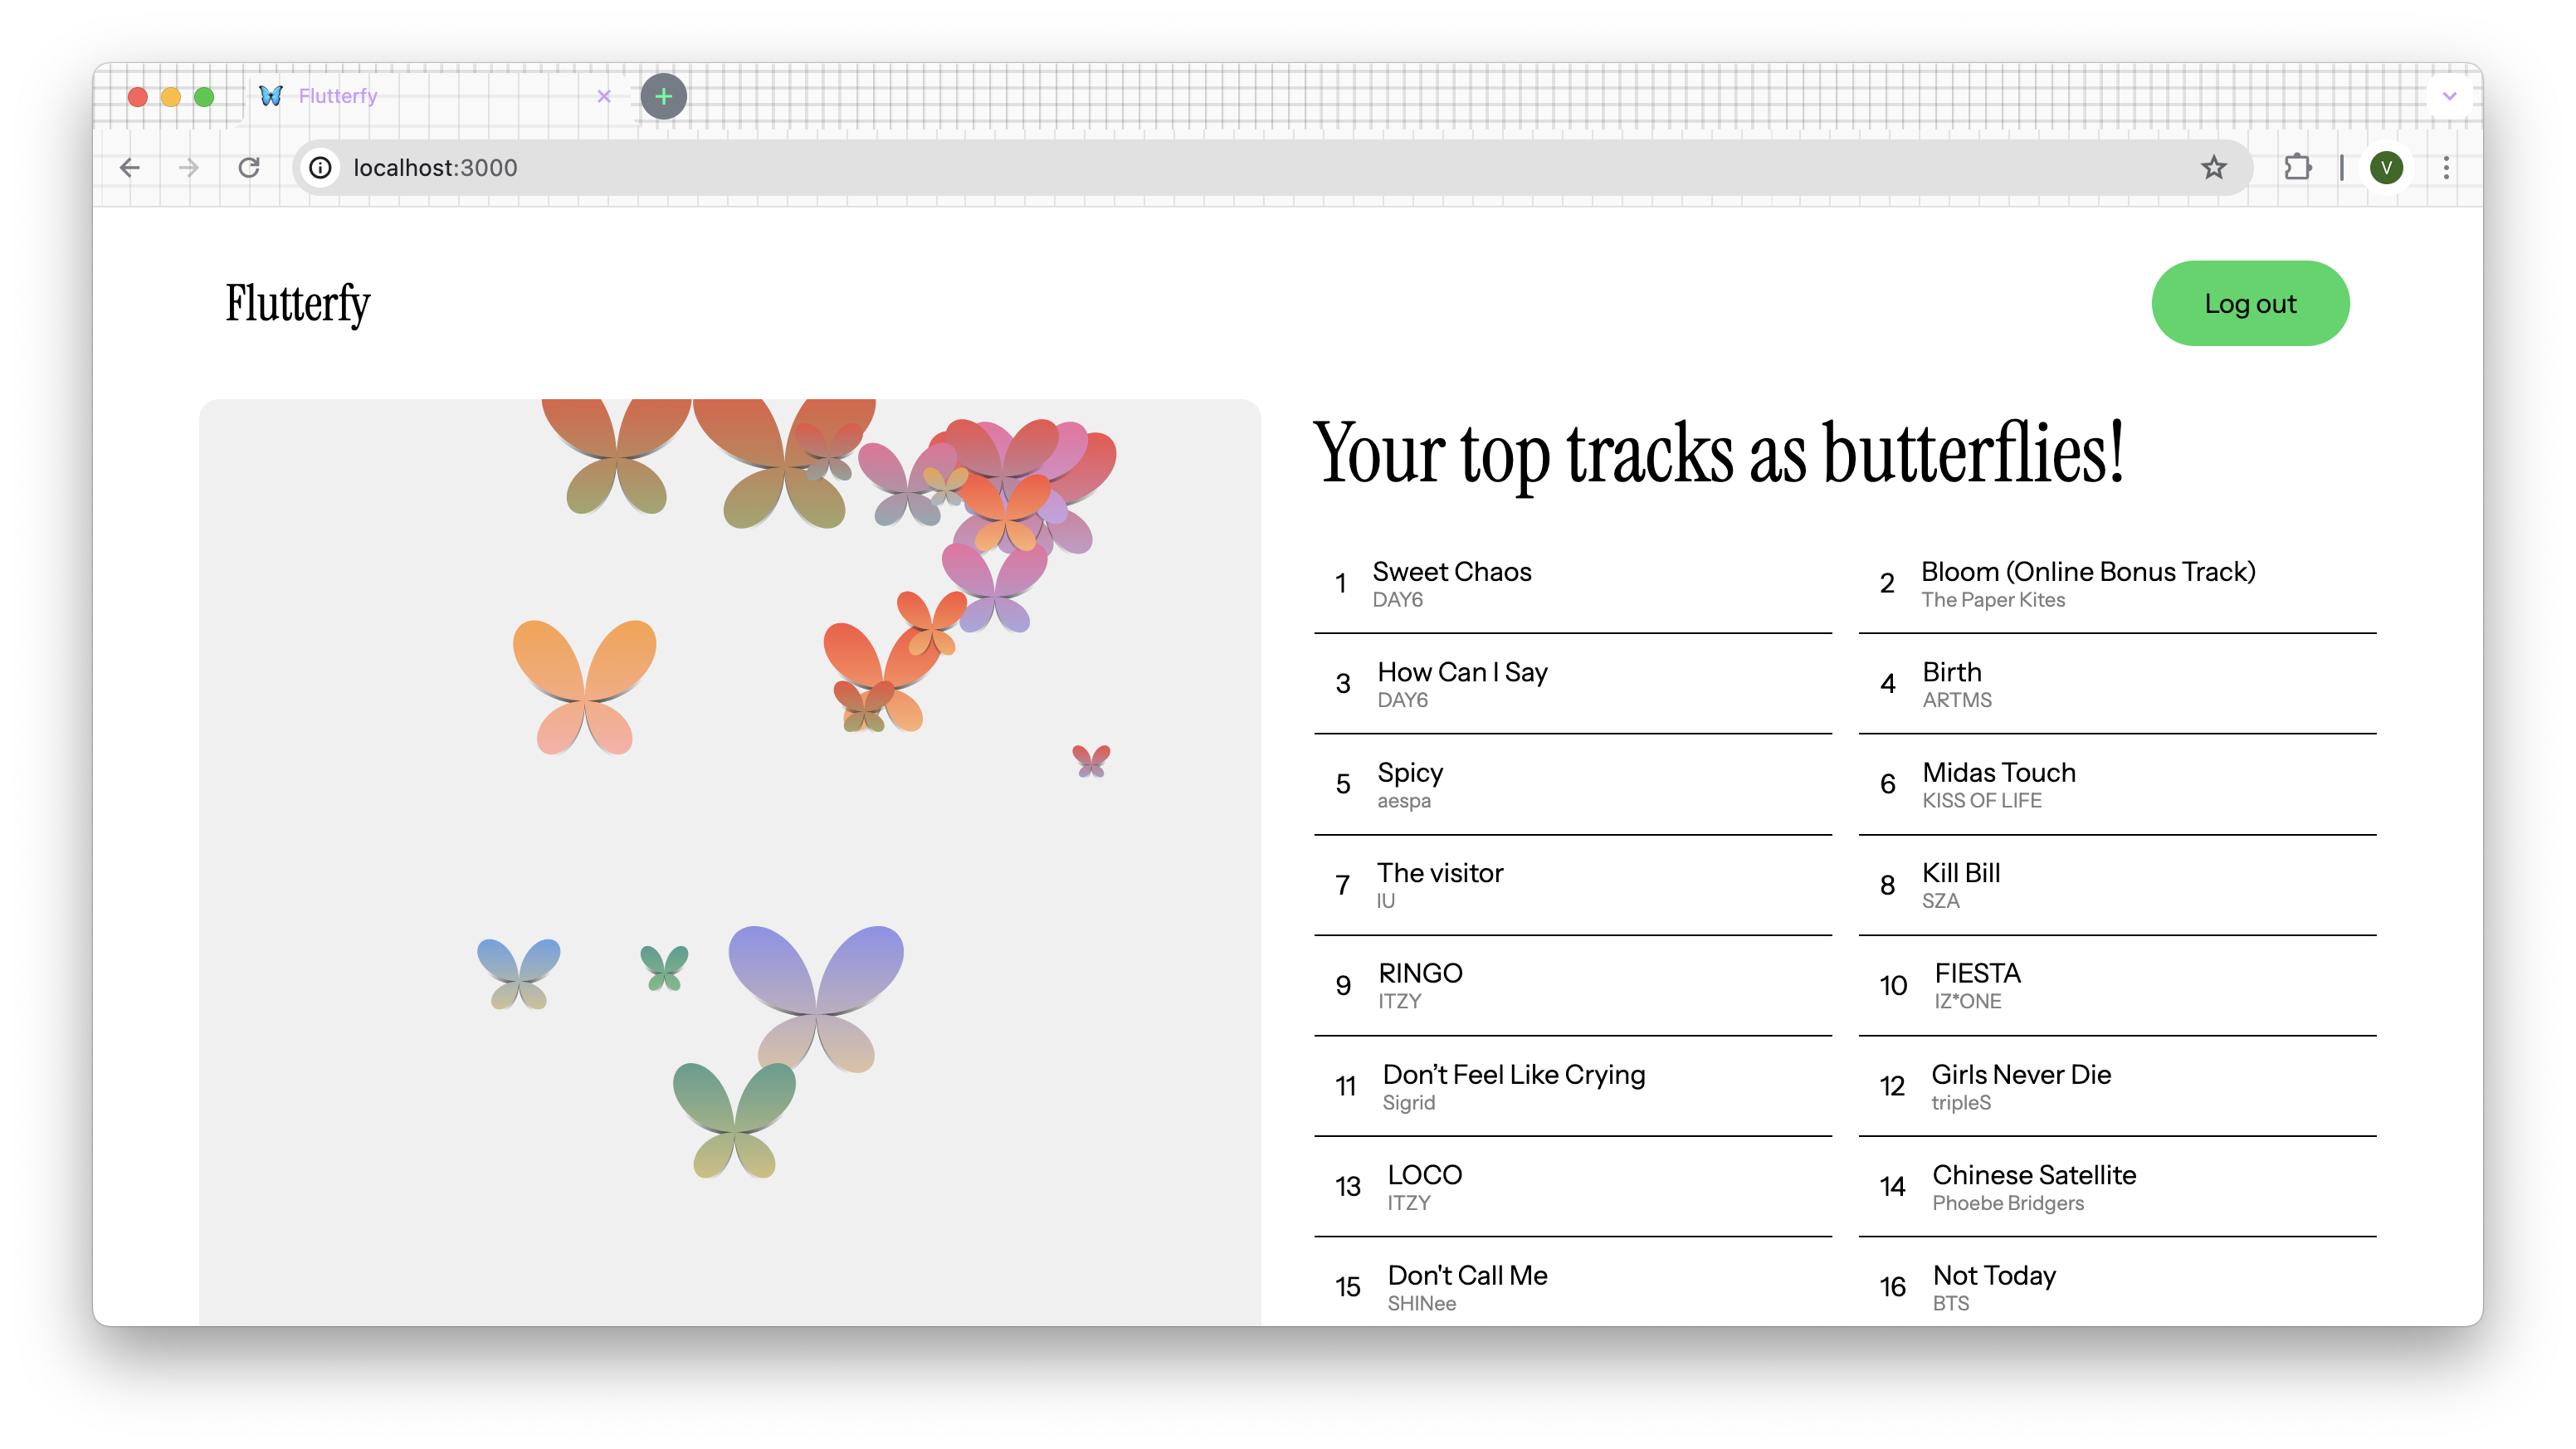 Flutterfy
localhost:3000
V
Flutterfy
Log out
Your top tracks as butterflies!
1
Sweet Chaos
DAY6
2
Bloom (Online Bonus Track)
The Paper Kites
3
How Can I Say
DAY6
4
Birth
ARTMS
5
Spicy
aespa
6
Midas Touch
KISS OF LIFE
7
The visitor
IU
8
Kill Bill
SZA
9
RINGO
ITZY
10
FIESTA
IZ*ONE
11
Don’t Feel Like Crying
Sigrid
12
Girls Never Die
tripleS
13
LOCO
ITZY
14
Chinese Satellite
Phoebe Bridgers
15
Don't Call Me
SHINee
16
Not Today
BTS